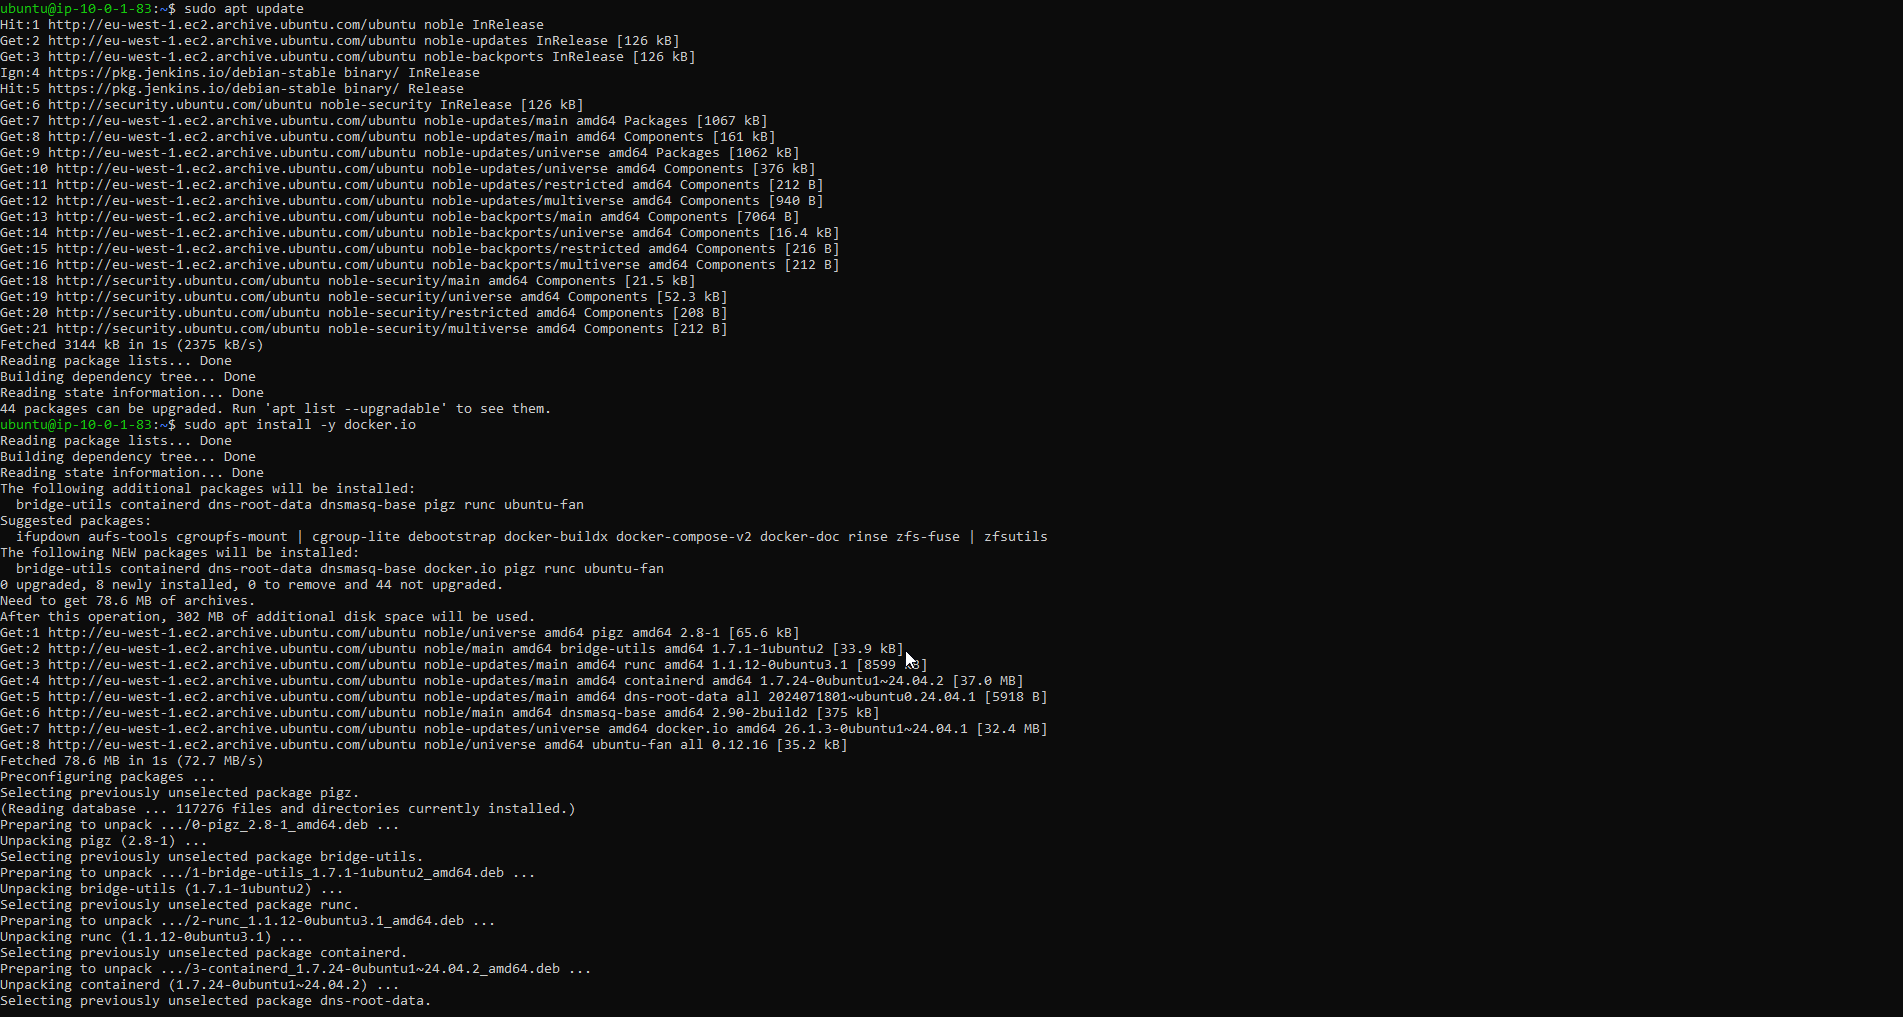 ubuntu@ip-10-0-1-83:~$ sudo apt update
Hit:1 http://eu-west-1.ec2.archive.ubuntu.com/ubuntu noble InRelease
Get:2 http://eu-west-1.ec2.archive.ubuntu.com/ubuntu noble-updates InRelease [126 kB]
Get:3 http://eu-west-1.ec2.archive.ubuntu.com/ubuntu noble-backports InRelease [126 kB]
Ign:4 https://pkg.jenkins.io/debian-stable binary/ InRelease
Hit:5 https://pkg.jenkins.io/debian-stable binary/ Release
Get:6 http://security.ubuntu.com/ubuntu noble-security InRelease [126 kB]
Get:7 http://eu-west-1.ec2.archive.ubuntu.com/ubuntu noble-updates/main amd64 Packages [1067 kB]
Get:8 http://eu-west-1.ec2.archive.ubuntu.com/ubuntu noble-updates/main amd64 Components [161 kB]
Get:9 http://eu-west-1.ec2.archive.ubuntu.com/ubuntu noble-updates/universe amd64 Packages [1062 kB]
Get:10 http://eu-west-1.ec2.archive.ubuntu.com/ubuntu noble-updates/universe amd64 Components [376 kB]
Get:11 http://eu-west-1.ec2.archive.ubuntu.com/ubuntu noble-updates/restricted amd64 Components [212 B]
Get:12 http://eu-west-1.ec2.archive.ubuntu.com/ubuntu noble-updates/multiverse amd64 Components [940 B]
Get:13 http://eu-west-1.ec2.archive.ubuntu.com/ubuntu noble-backports/main amd64 Components [7064 B]
Get:14 http://eu-west-1.ec2.archive.ubuntu.com/ubuntu noble-backports/universe amd64 Components [16.4 kB]
Get:15 http://eu-west-1.ec2.archive.ubuntu.com/ubuntu noble-backports/restricted amd64 Components [216 B]
Get:16 http://eu-west-1.ec2.archive.ubuntu.com/ubuntu noble-backports/multiverse amd64 Components [212 B]
Get:18 http://security.ubuntu.com/ubuntu noble-security/main amd64 Components [21.5 kB]
Get:19 http://security.ubuntu.com/ubuntu noble-security/universe amd64 Components [52.3 kB]
Get:20 http://security.ubuntu.com/ubuntu noble-security/restricted amd64 Components [208 B]
Get:21 http://security.ubuntu.com/ubuntu noble-security/multiverse amd64 Components [212 B]
Fetched 3144 kB in 1s (2375 kB/s)
Reading package lists... Done
Building dependency tree... Done
Reading state information... Done
44 packages can be upgraded. Run 'apt list --upgradable' to see them.
ubuntu@ip-10-0-1-83:~$ sudo apt install -y docker.io
Reading package lists... Done
Building dependency tree... Done
Reading state information... Done
The following additional packages will be installed:
  bridge-utils containerd dns-root-data dnsmasq-base pigz runc ubuntu-fan
Suggested packages:
  ifupdown aufs-tools cgroupfs-mount | cgroup-lite debootstrap docker-buildx docker-compose-v2 docker-doc rinse zfs-fuse | zfsutils
The following NEW packages will be installed:
  bridge-utils containerd dns-root-data dnsmasq-base docker.io pigz runc ubuntu-fan
0 upgraded, 8 newly installed, 0 to remove and 44 not upgraded.
Need to get 78.6 MB of archives.
After this operation, 302 MB of additional disk space will be used.
Get:1 http://eu-west-1.ec2.archive.ubuntu.com/ubuntu noble/universe amd64 pigz amd64 2.8-1 [65.6 kB]
Get:2 http://eu-west-1.ec2.archive.ubuntu.com/ubuntu noble/main amd64 bridge-utils amd64 1.7.1-1ubuntu2 [33.9 kB]
Get:3 http://eu-west-1.ec2.archive.ubuntu.com/ubuntu noble-updates/main amd64 runc amd64 1.1.12-0ubuntu3.1 [8599 kB]
Get:4 http://eu-west-1.ec2.archive.ubuntu.com/ubuntu noble-updates/main amd64 containerd amd64 1.7.24-0ubuntu1~24.04.2 [37.0 MB]
Get:5 http://eu-west-1.ec2.archive.ubuntu.com/ubuntu noble-updates/main amd64 dns-root-data all 2024071801~ubuntu0.24.04.1 [5918 B]
Get:6 http://eu-west-1.ec2.archive.ubuntu.com/ubuntu noble/main amd64 dnsmasq-base amd64 2.90-2build2 [375 kB]
Get:7 http://eu-west-1.ec2.archive.ubuntu.com/ubuntu noble-updates/universe amd64 docker.io amd64 26.1.3-0ubuntu1~24.04.1 [32.4 MB]
Get:8 http://eu-west-1.ec2.archive.ubuntu.com/ubuntu noble/universe amd64 ubuntu-fan all 0.12.16 [35.2 kB]
Fetched 78.6 MB in 1s (72.7 MB/s)
Preconfiguring packages ...
Selecting previously unselected package pigz.
(Reading database ... 117276 files and directories currently installed.)
Preparing to unpack .../0-pigz_2.8-1_amd64.deb ...
Unpacking pigz (2.8-1) ...
Selecting previously unselected package bridge-utils.
Preparing to unpack .../1-bridge-utils_1.7.1-1ubuntu2_amd64.deb ...
Unpacking bridge-utils (1.7.1-1ubuntu2) ...
Selecting previously unselected package runc.
Preparing to unpack .../2-runc_1.1.12-0ubuntu3.1_amd64.deb ...
Unpacking runc (1.1.12-0ubuntu3.1) ...
Selecting previously unselected package containerd.
Preparing to unpack .../3-containerd_1.7.24-0ubuntu1~24.04.2_amd64.deb ...
Unpacking containerd (1.7.24-0ubuntu1~24.04.2) ...
Selecting previously unselected package dns-root-data.